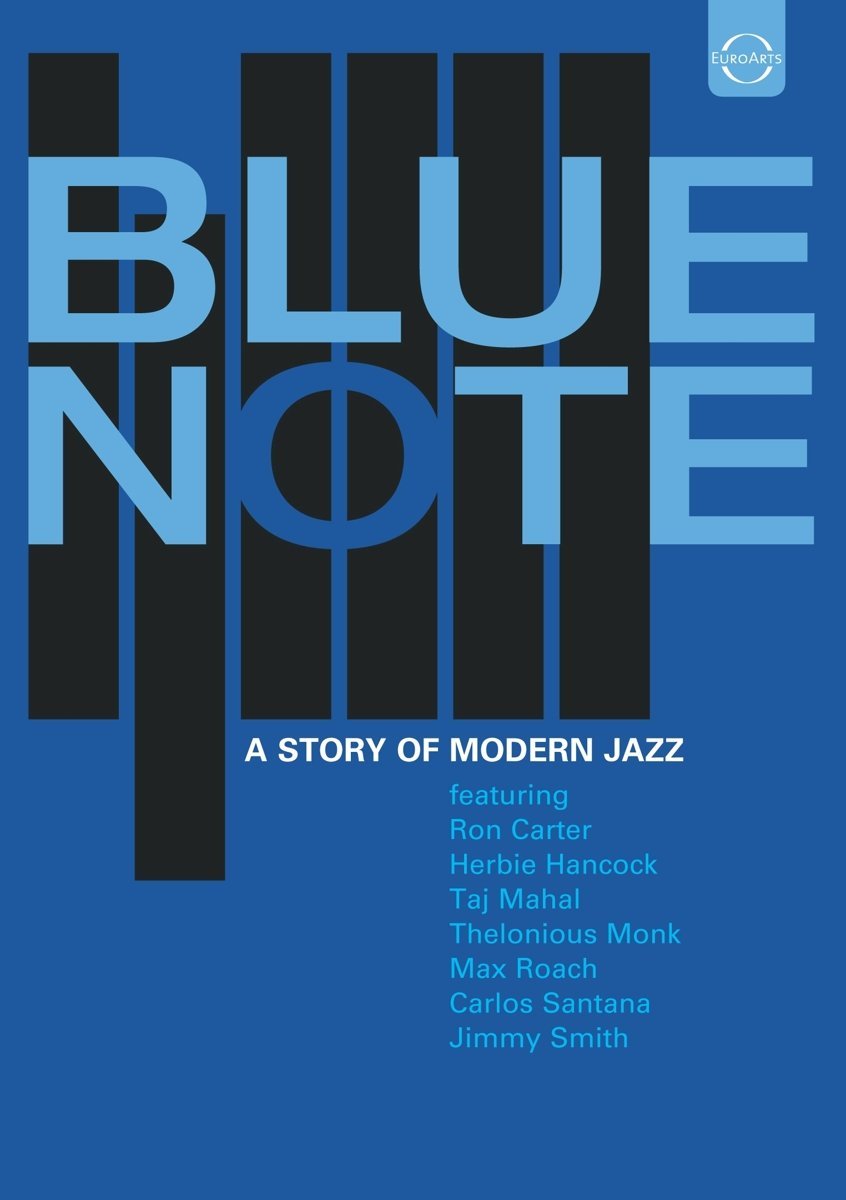 EUROARTS
BLUE
NOTE
A STORY OF MODERN JAZZ
featuring
Ron Carter
Herbie Hancock
Taj Mahal
Thelonious Monk
Max Roach
Carlos Santana
Jimmy Smith